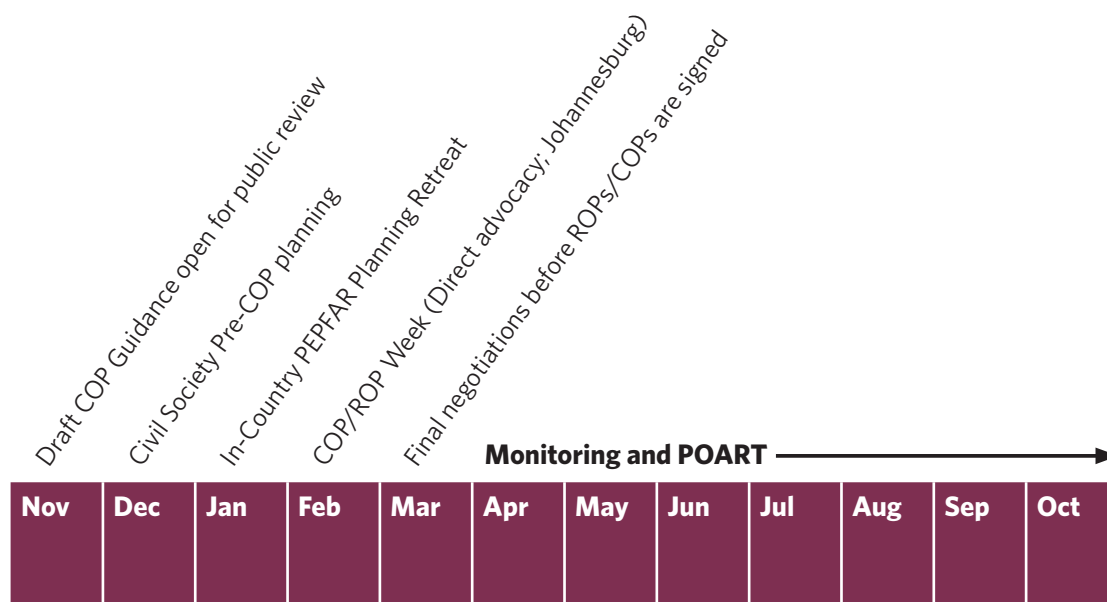 Draft COP Guidance open for public review
Civil Society Pre-COP planning
In-Country PEPFAR Planning Retreat
COP/ROP Week (Direct advocacy; Johannesburg)
Final negotiations before ROPs/COPs are signed
Monitoring and POART
Nov Dec Jan Feb Mar Apr May Jun Jul Aug Sep Oct